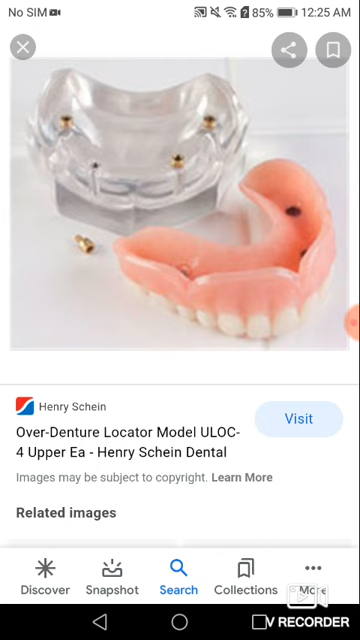 No SIM 85% 12:25 AM
Henry Schein
Over-Denture Locator Model ULOC-
4 Upper Ea - Henry Schein Dental
Visit
Images may be subject to copyright. Learn More
Related images
Discover Snapshot Search Collections More
V RECORDER